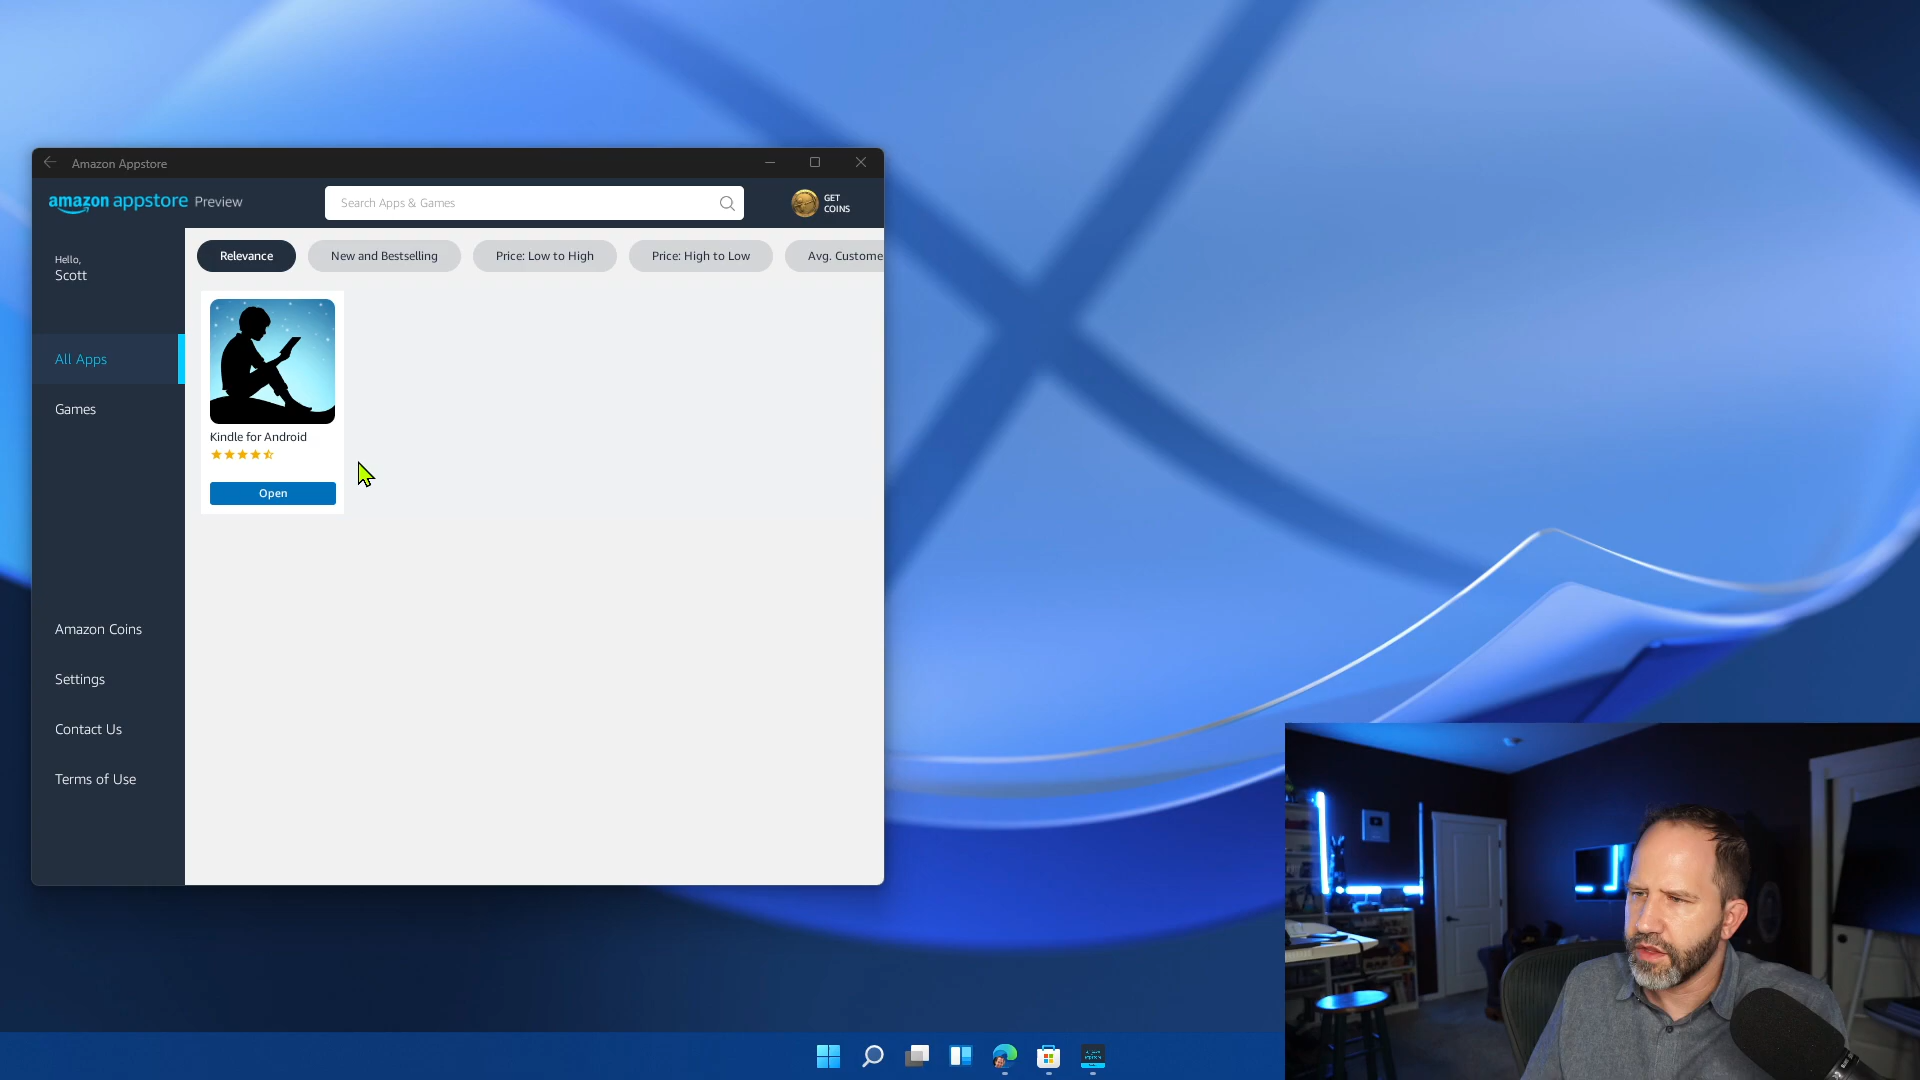 Amazon Appstore
amazon appstore Preview
Search Apps & Games
GET
COINS
Hello,
Scott
Relevance
New and Bestselling
Price: Low to High
Price: High to Low
Avg. Custome
All Apps
Games
Kindle for Android
Open
Amazon Coins
Settings
Contact Us
Terms of Use